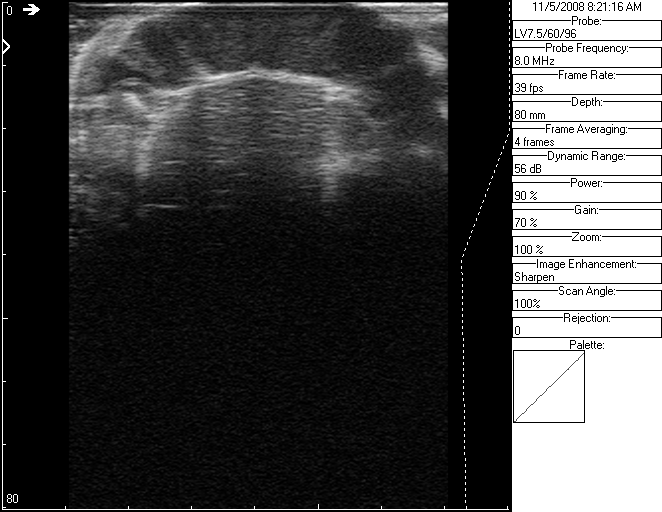 0
80
11/5/2008 8:21:16 AM
Probe:
LV7.5/60/96
Probe Frequency:
8.0 MHz
Frame Rate:
39 fps
Depth:
80 mm
Frame Averaging:
4 frames
Dynamic Range:
56 dB
Power:
90 %
Gain:
70 %
Zoom:
100 %
Image Enhancement:
Sharpen
Scan Angle:
100%
Rejection:
0
Palette: